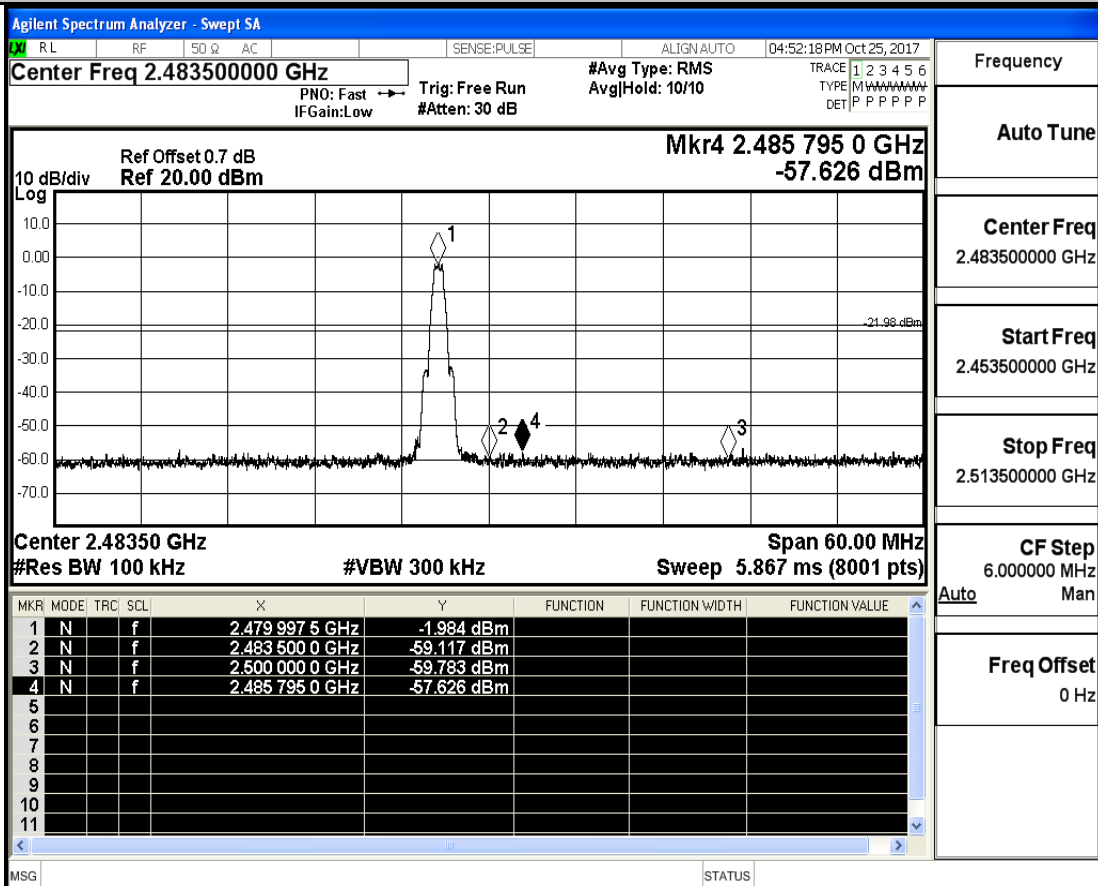 Agilent Spectrum Analyzer - Swept SA
LXI RL RF 50 Ω AC SENSE:PULSE ALIGN AUTO 04:52:18 PM Oct 25, 2017
Center Freq 2.483500000 GHz
PNO: Fast
IFGain:Low
Trig: Free Run
#Atten: 30 dB
#Avg Type: RMS
Avg|Hold: 10/10
TRACE 1 2 3 4 5 6
TYPE M
DET P P P P P P
Mkr4 2.485 795 0 GHz
-57.626 dBm
Ref Offset 0.7 dB
10 dB/div Ref 20.00 dBm
Log
10.0
0.00
-10.0
-20.0
-30.0
-40.0
-50.0
-60.0
-70.0
1
-21.98 dBm
2
4
3
Center 2.48350 GHz Span 60.00 MHz
#Res BW 100 kHz #VBW 300 kHz Sweep 5.867 ms (8001 pts)
MKR MODE TRC SCL X Y FUNCTION FUNCTION WIDTH FUNCTION VALUE
1 N f 2.479 997 5 GHz -1.984 dBm
2 N f 2.483 500 0 GHz -59.117 dBm
3 N f 2.500 000 0 GHz -59.783 dBm
4 N f 2.485 795 0 GHz -57.626 dBm
5
6
7
8
9
10
11
MSG STATUS
Frequency
Auto Tune
Center Freq
2.483500000 GHz
Start Freq
2.453500000 GHz
Stop Freq
2.513500000 GHz
CF Step
6.000000 MHz
Auto Man
Freq Offset
0 Hz